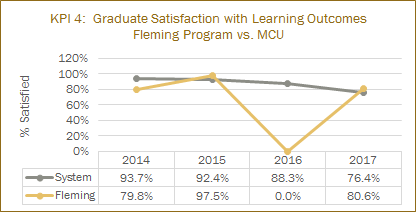 KPI 4:  Graduate Satisfaction with Learning Outcomes
Fleming Program vs. MCU
% Satisfied
120%
100%
80%
60%
40%
20%
0%
2014 2015 2016 2017
System 93.7% 92.4% 88.3% 76.4%
Fleming 79.8% 97.5% 0.0% 80.6%